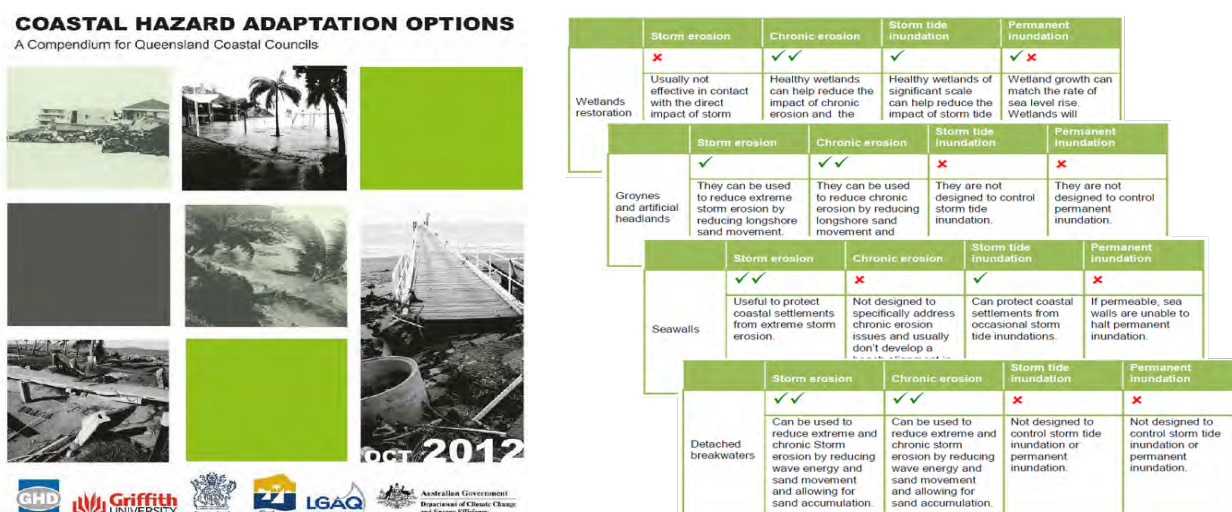 COASTAL HAZARD ADAPTATION OPTIONS
A Compendium for Queensland Coastal Councils
OCT 2012
GHD
Griffith
UNIVERSITY
LGAQ
Australian Government
Department of Climate Change
and Energy Efficiency
Storm erosion
Chronic erosion
Storm tide
inundation
Permanent
inundation
Wetlands
restoration
✗
✓✓
✓
✓✗
Usually not
effective in contact
with the direct
impact of storm
Healthy wetlands
can help reduce the
impact of chronic
erosion and the
Healthy wetlands of
significant scale
can help reduce the
impact of storm tide
Wetland growth can
match the rate of
sea level rise.
Wetlands will
Storm erosion
Chronic erosion
Storm tide
inundation
Permanent
inundation
Groynes
and artificial
headlands
✓
✓✓
✗
✗
They can be used
to reduce extreme
storm erosion by
reducing longshore
sand movement.
They can be used
to reduce chronic
erosion by reducing
longshore sand
movement and
They are not
designed to control
storm tide
inundation.
They are not
designed to control
permanent
inundation.
Storm erosion
Chronic erosion
Storm tide
inundation
Permanent
inundation
Seawalls
✓✓
✗
✓
✗
Useful to protect
coastal settlements
from extreme storm
erosion.
Not designed to
specifically address
chronic erosion
issues and usually
don't develop a
Can protect coastal
settlements from
occasional storm
tide inundations.
If permeable, sea
walls are unable to
halt permanent
inundation.
Storm erosion
Chronic erosion
Storm tide
inundation
Permanent
inundation
Detached
breakwaters
✓✓
✓✓
✗
✗
Can be used to
reduce extreme and
chronic Storm
erosion by reducing
wave energy and
sand movement
and allowing for
sand accumulation.
Can be used to
reduce extreme and
chronic storm
erosion by reducing
wave energy and
sand movement
and allowing for
sand accumulation.
Not designed to
control storm tide
inundation or
permanent
inundation.
Not designed to
control storm tide
inundation or
permanent
inundation.